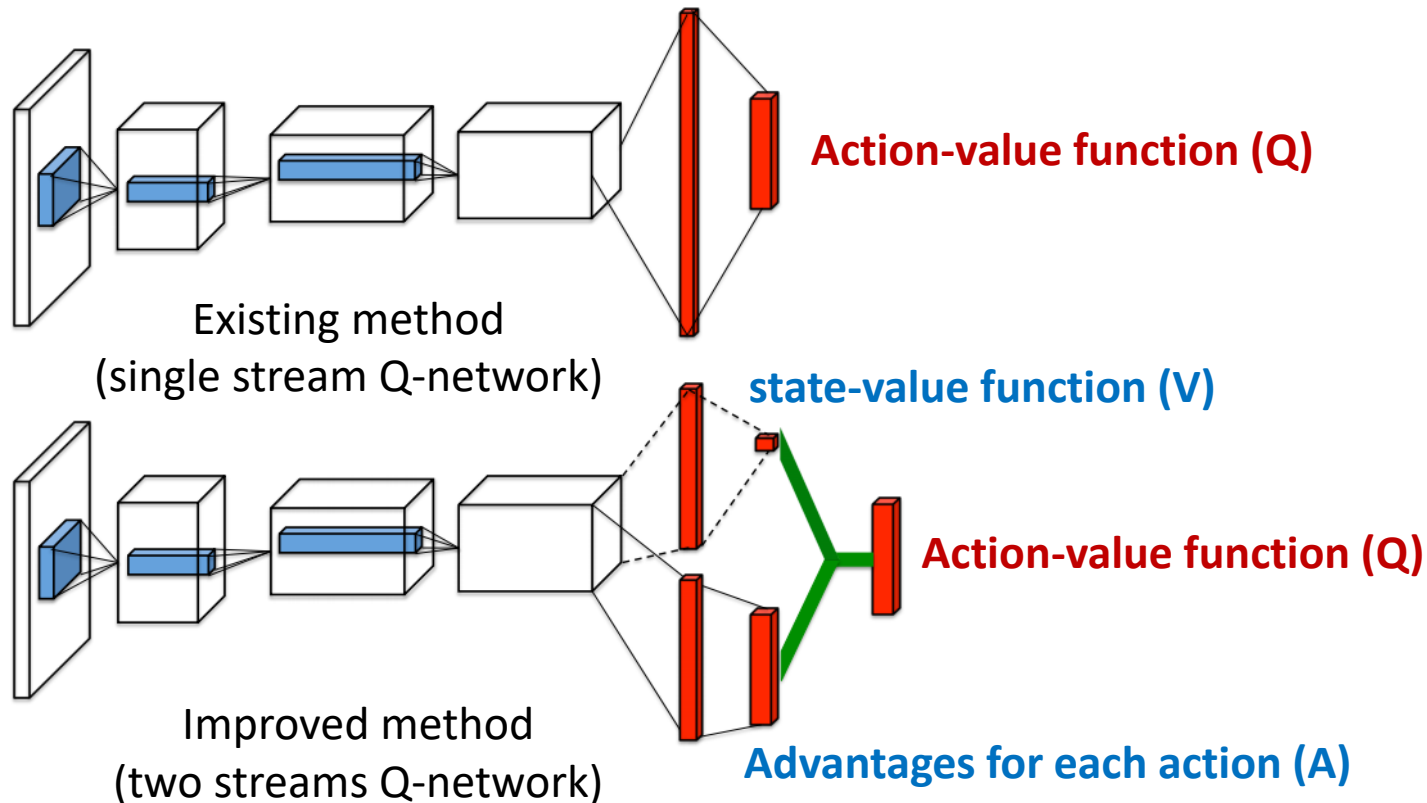 Action-value function (Q)
Existing method
(single stream Q-network)
state-value function (V)
Action-value function (Q)
Improved method
(two streams Q-network)
Advantages for each action (A)